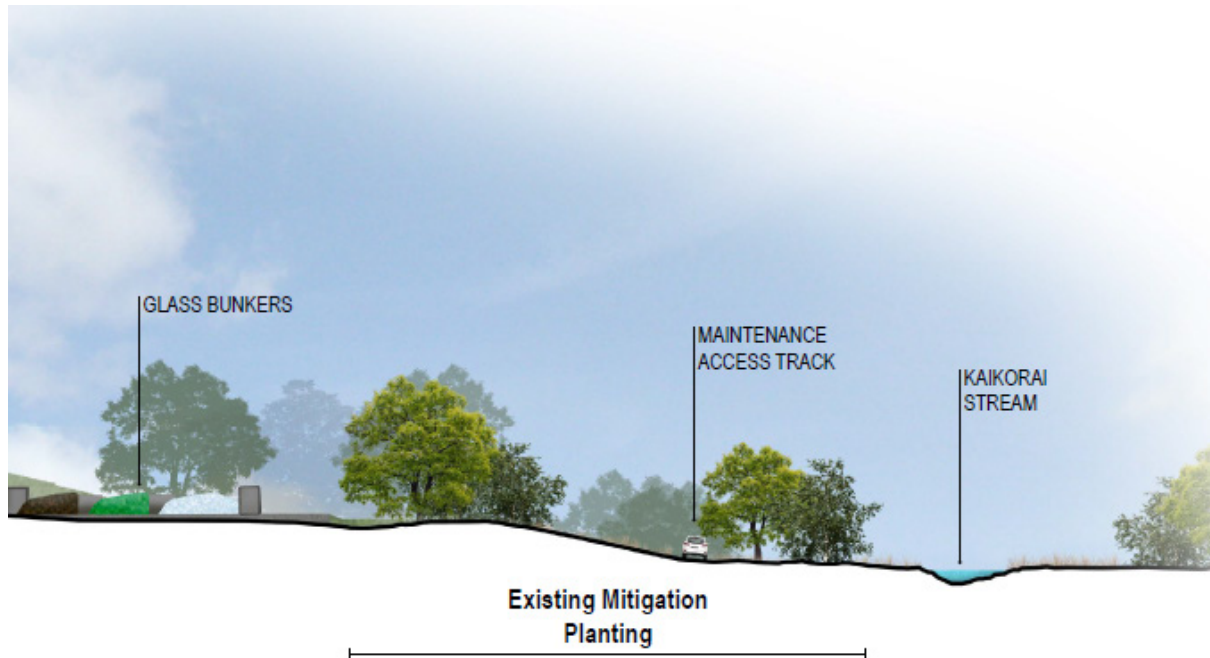 GLASS BUNKERS
MAINTENANCE
ACCESS TRACK
KAIKORAI
STREAM
Existing Mitigation
Planting